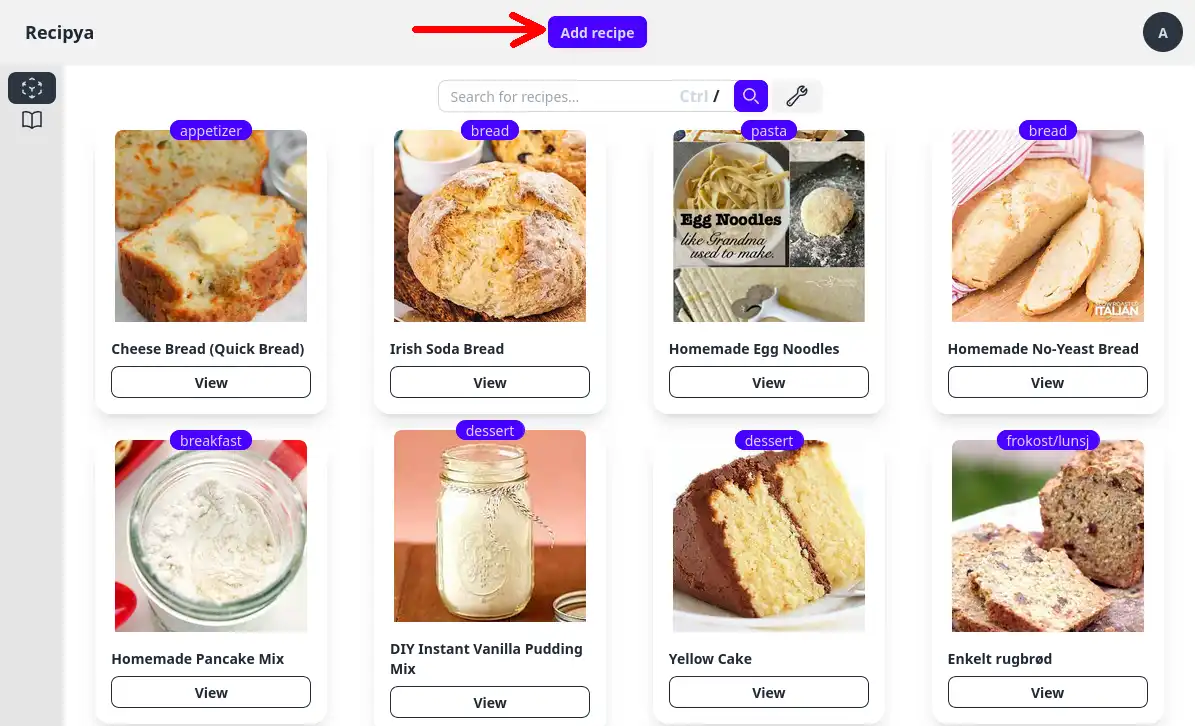 Recipya
Add recipe
A
Search for recipes...
Ctrl /
appetizer
bread
pasta
bread
Egg Noodles
like Grandma
used to make.
ITALIAN
Cheese Bread (Quick Bread)
Irish Soda Bread
Homemade Egg Noodles
Homemade No-Yeast Bread
View
View
View
View
breakfast
dessert
dessert
frokost/lunsj
Homemade Pancake Mix
DIY Instant Vanilla Pudding
Mix
Yellow Cake
Enkelt rugbrød
View
View
View
View